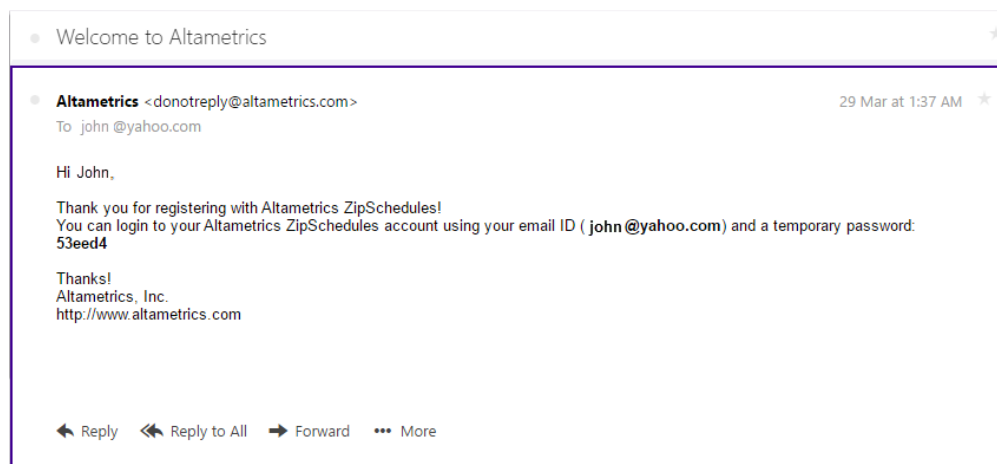 Welcome to Altametrics
Altametrics <donotreply@altametrics.com>
29 Mar at 1:37 AM
To john @yahoo.com
Hi John,
Thank you for registering with Altametrics ZipSchedules!
You can login to your Altametrics ZipSchedules account using your email ID ( john @yahoo.com) and a temporary password:
53eed4
Thanks!
Altametrics, Inc.
http://www.altametrics.com
Reply Reply to All Forward More